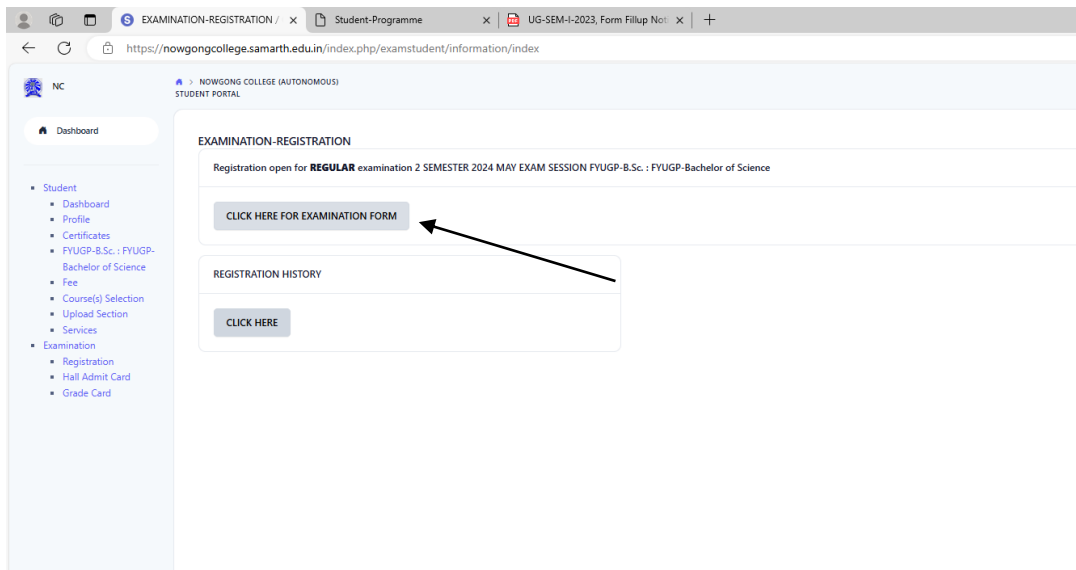 EXAMINATION-REGISTRATION /
Student-Programme
UG-SEM-I-2023, Form Fillup Noti
https://nowgongcollege.samarth.edu.in/index.php/examstudent/information/index
NC
> NOWGONG COLLEGE (AUTONOMOUS)
STUDENT PORTAL
Dashboard
EXAMINATION-REGISTRATION
Registration open for REGULAR examination 2 SEMESTER 2024 MAY EXAM SESSION FYUGP-B.Sc. : FYUGP-Bachelor of Science
CLICK HERE FOR EXAMINATION FORM
REGISTRATION HISTORY
CLICK HERE
Student
Dashboard
Profile
Certificates
FYUGP-B.Sc. : FYUGP-
Bachelor of Science
Fee
Course(s) Selection
Upload Section
Services
Examination
Registration
Hall Admit Card
Grade Card